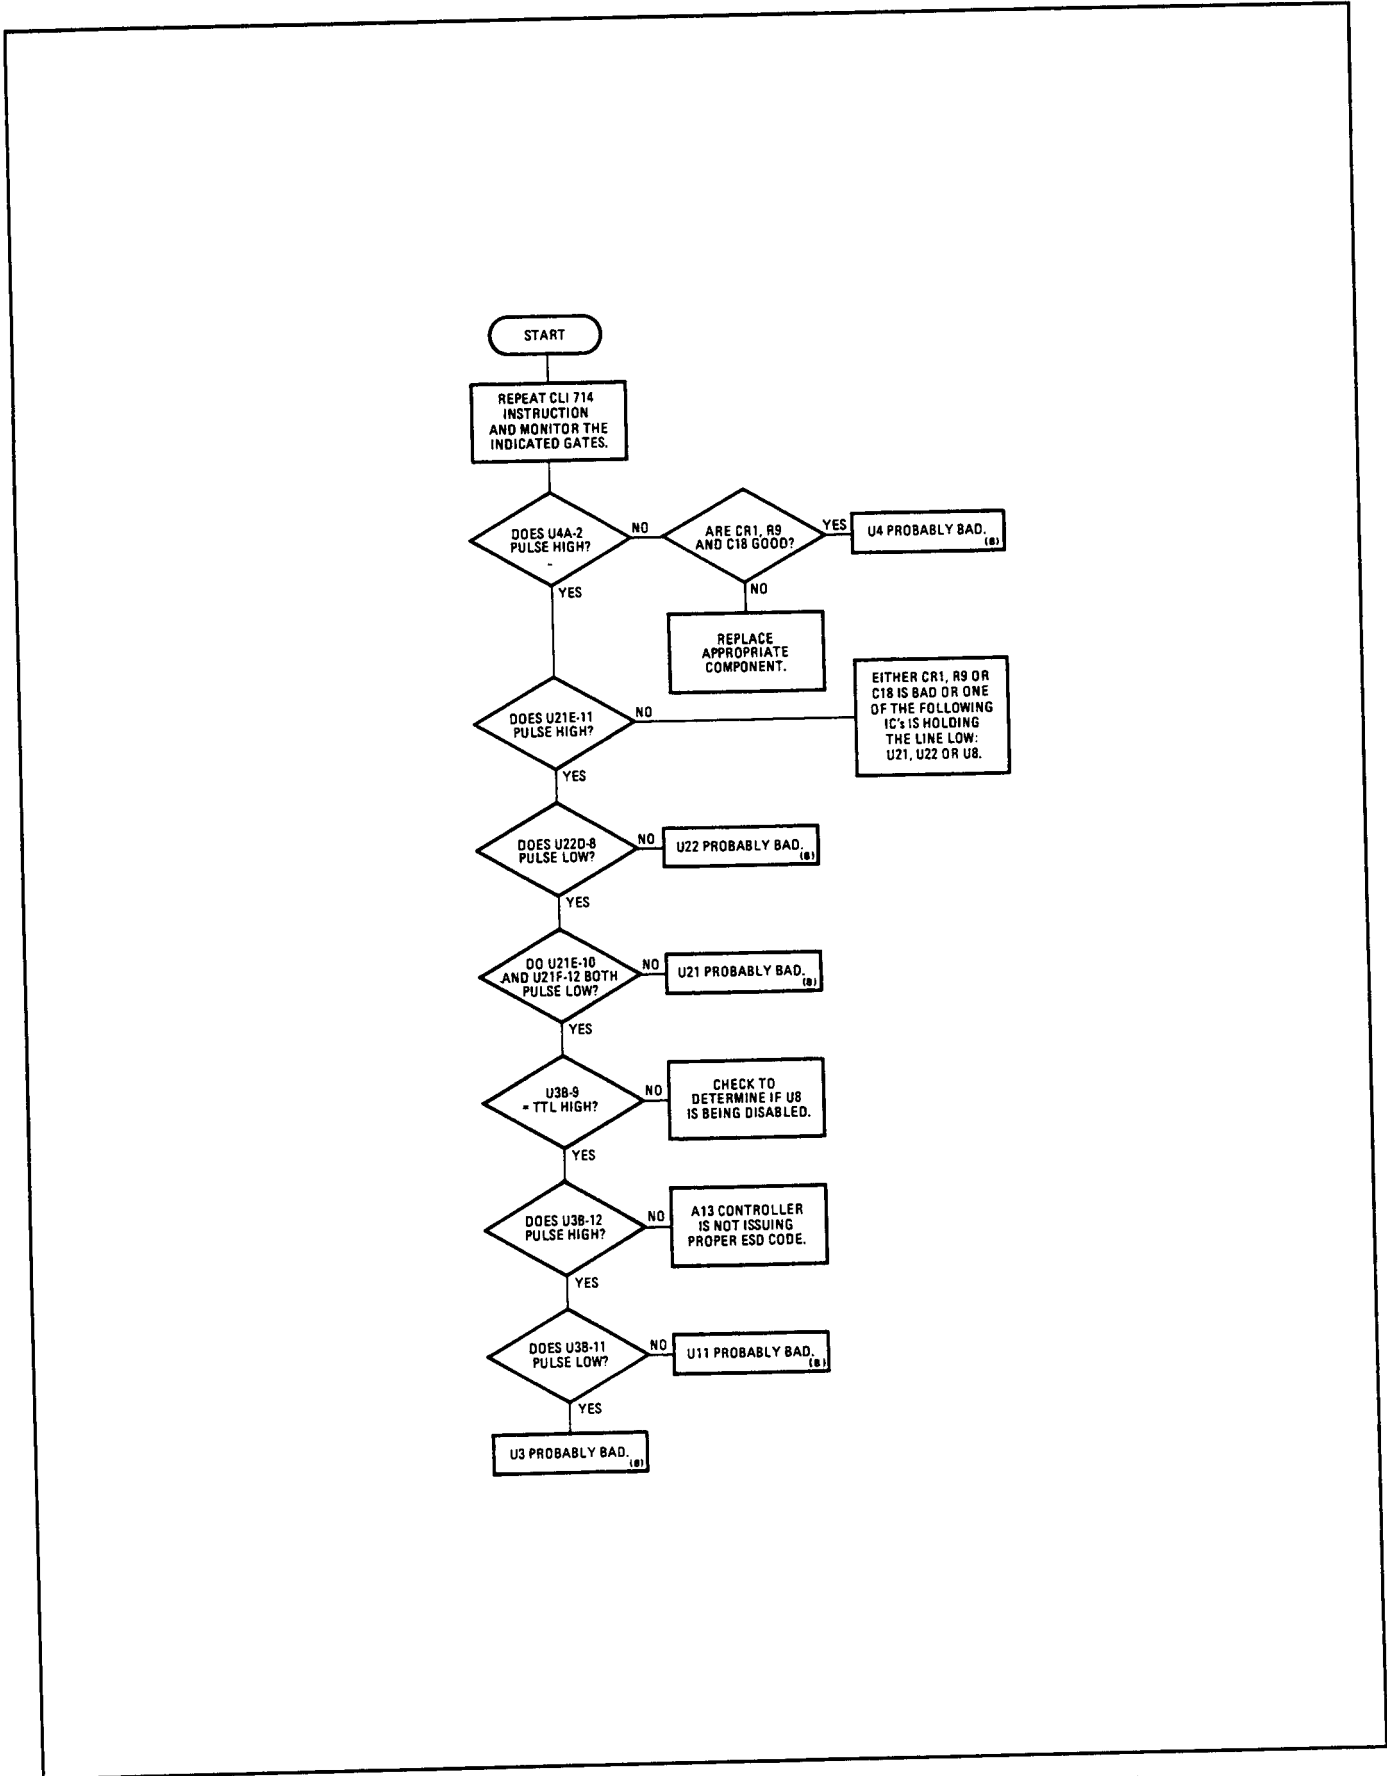 START
REPEAT CLI 714
INSTRUCTION
AND MONITOR THE
INDICATED GATES.
DOES U4A-2
PULSE HIGH?
NO
ARE CR1, R9
AND C18 GOOD?
YES
U4 PROBABLY BAD.
(8)
YES
NO
REPLACE
APPROPRIATE
COMPONENT.
DOES U21E-11
PULSE HIGH?
NO
EITHER CR1, R9 OR
C18 IS BAD OR ONE
OF THE FOLLOWING
IC's IS HOLDING
THE LINE LOW:
U21, U22 OR U8.
YES
DOES U22D-8
PULSE LOW?
NO
U22 PROBABLY BAD.
(8)
YES
DO U21E-10
AND U21F-12 BOTH
PULSE LOW?
NO
U21 PROBABLY BAD.
(8)
YES
U3B-9
= TTL HIGH?
NO
CHECK TO
DETERMINE IF U8
IS BEING DISABLED.
YES
DOES U3B-12
PULSE HIGH?
NO
A13 CONTROLLER
IS NOT ISSUING
PROPER ESD CODE.
YES
DOES U3B-11
PULSE LOW?
NO
U11 PROBABLY BAD.
(8)
YES
U3 PROBABLY BAD.
(8)